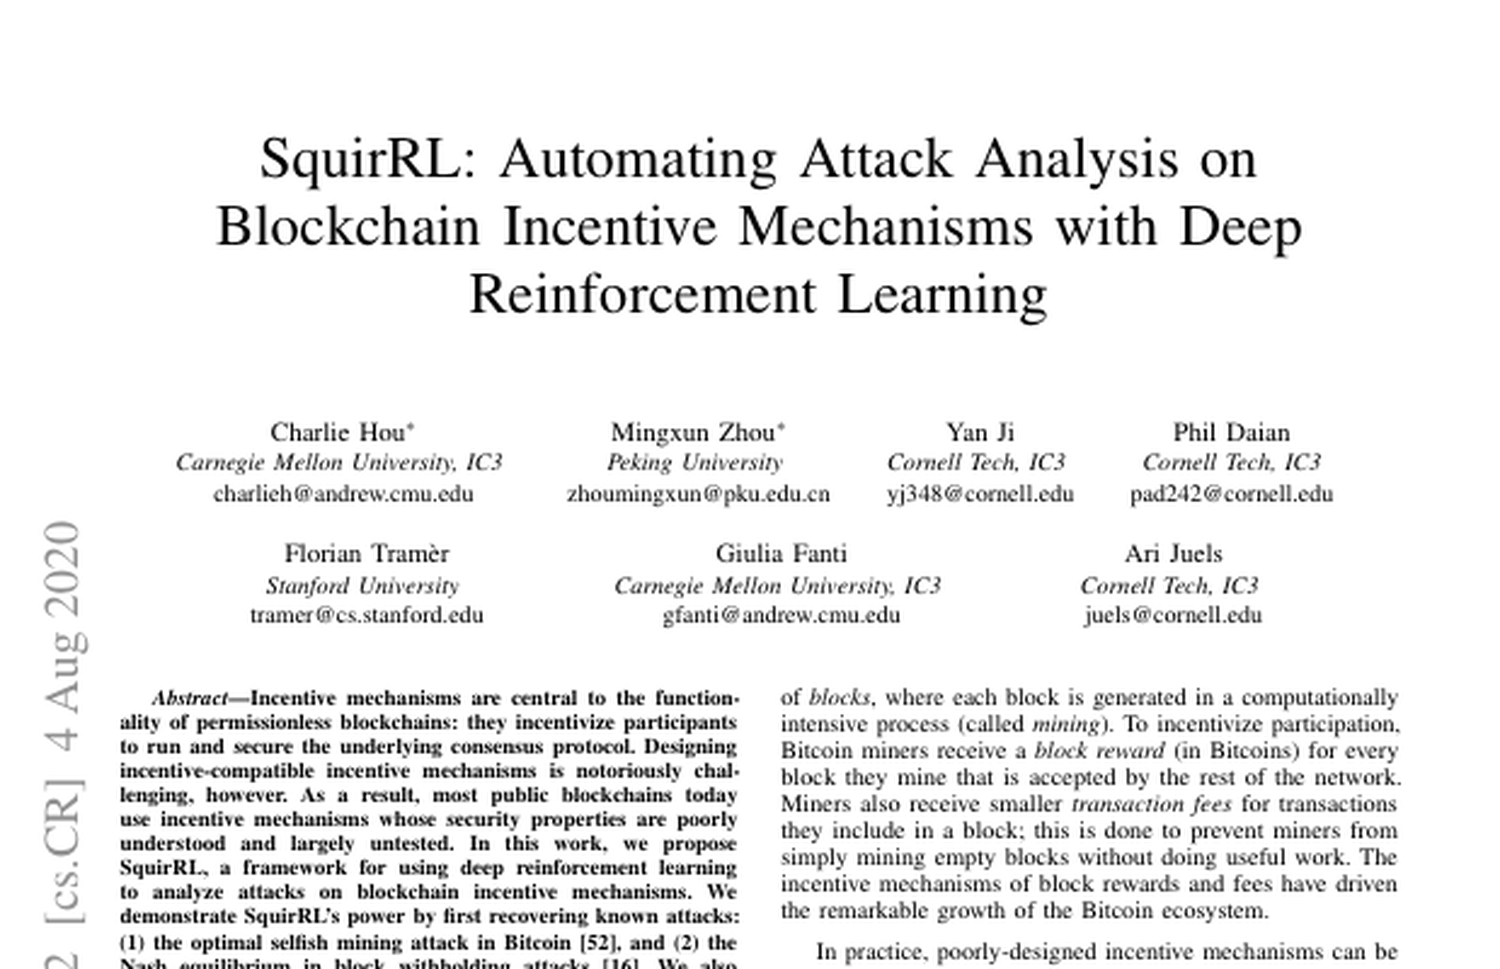 SquirRL: Automating Attack Analysis on
Blockchain Incentive Mechanisms with Deep
Reinforcement Learning
Charlie Hou* Mingxun Zhou* Yan Ji Phil Daian
Carnegie Mellon University, IC3 Peking University Cornell Tech, IC3 Cornell Tech, IC3
charlieh@andrew.cmu.edu zhoumingxun@pku.edu.cn yj348@cornell.edu pad242@cornell.edu
Florian Tramèr Giulia Fanti Ari Juels
Stanford University Carnegie Mellon University, IC3 Cornell Tech, IC3
tramer@cs.stanford.edu gfanti@andrew.cmu.edu juels@cornell.edu
2 [cs.CR] 4 Aug 2020
Abstract—Incentive mechanisms are central to the function-
ality of permissionless blockchains: they incentivize participants
to run and secure the underlying consensus protocol. Designing
incentive-compatible incentive mechanisms is notoriously chal-
lenging, however. As a result, most public blockchains today
use incentive mechanisms whose security properties are poorly
understood and largely untested. In this work, we propose
SquirRL, a framework for using deep reinforcement learning
to analyze attacks on blockchain incentive mechanisms. We
demonstrate SquirRL's power by first recovering known attacks:
(1) the optimal selfish mining attack in Bitcoin [52], and (2) the
Nash equilibrium in block withholding attacks [16]. We also
of blocks, where each block is generated in a computationally
intensive process (called mining). To incentivize participation,
Bitcoin miners receive a block reward (in Bitcoins) for every
block they mine that is accepted by the rest of the network.
Miners also receive smaller transaction fees for transactions
they include in a block; this is done to prevent miners from
simply mining empty blocks without doing useful work. The
incentive mechanisms of block rewards and fees have driven
the remarkable growth of the Bitcoin ecosystem.
In practice, poorly-designed incentive mechanisms can be